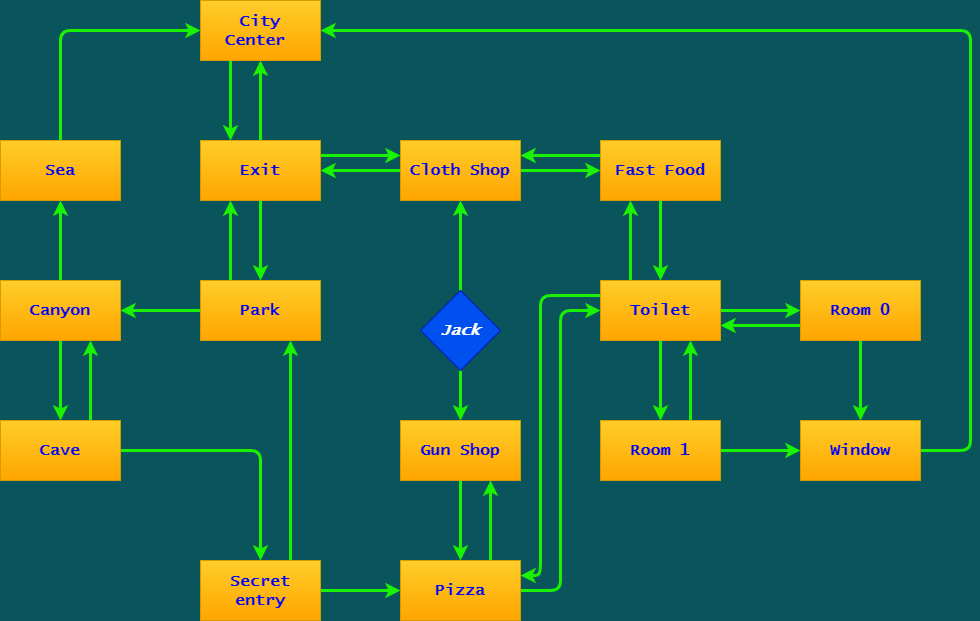 City
Center
Sea
Exit
Cloth Shop
Fast Food
Canyon
Park
Jack
Toilet
Room 0
Cave
Gun Shop
Room 1
Window
Secret
entry
Pizza